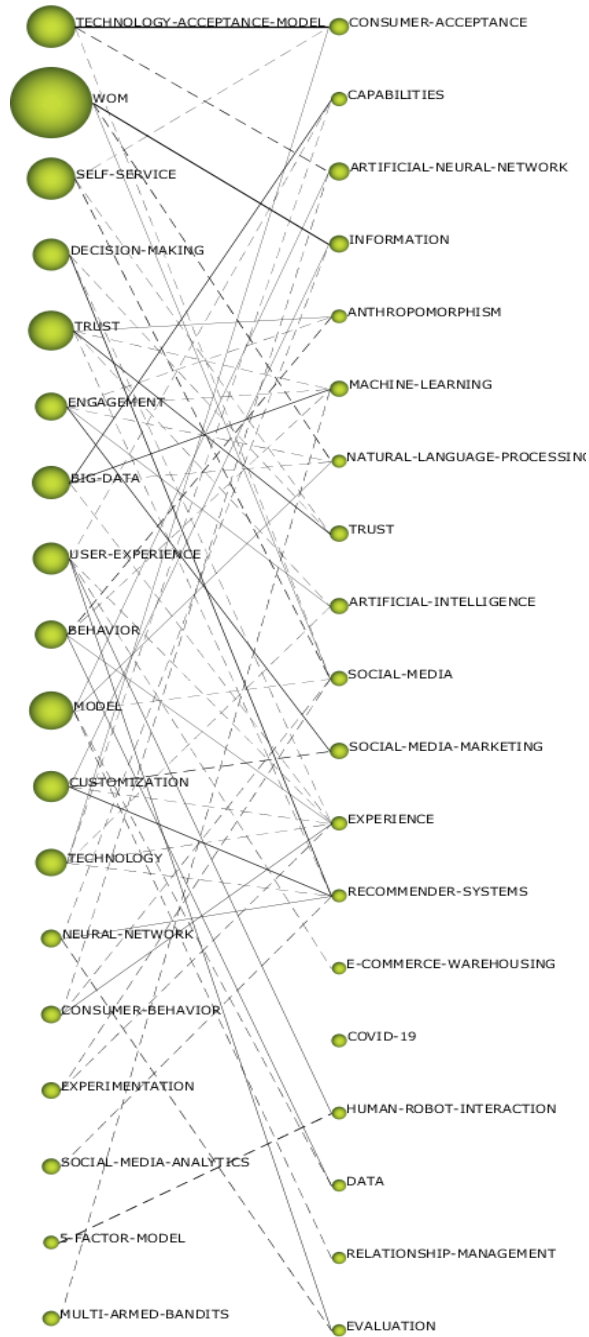 TECHNOLOGY-ACCEPTANCE-MODEL
WOM
SELF-SERVICE
DECISION-MAKING
TRUST
ENGAGEMENT
BIG-DATA
USER-EXPERIENCE
BEHAVIOR
MODEL
CUSTOMIZATION
TECHNOLOGY
NEURAL-NETWORK
CONSUMER-BEHAVIOR
EXPERIMENTATION
SOCIAL-MEDIA-ANALYTICS
5-FACTOR-MODEL
MULTI-ARMED-BANDITS
CONSUMER-ACCEPTANCE
CAPABILITIES
ARTIFICIAL-NEURAL-NETWORK
INFORMATION
ANTHROPOMORPHISM
MACHINE-LEARNING
NATURAL-LANGUAGE-PROCESSING
TRUST
ARTIFICIAL-INTELLIGENCE
SOCIAL-MEDIA
SOCIAL-MEDIA-MARKETING
EXPERIENCE
RECOMMENDER-SYSTEMS
E-COMMERCE-WAREHOUSING
COVID-19
HUMAN-ROBOT-INTERACTION
DATA
RELATIONSHIP-MANAGEMENT
EVALUATION